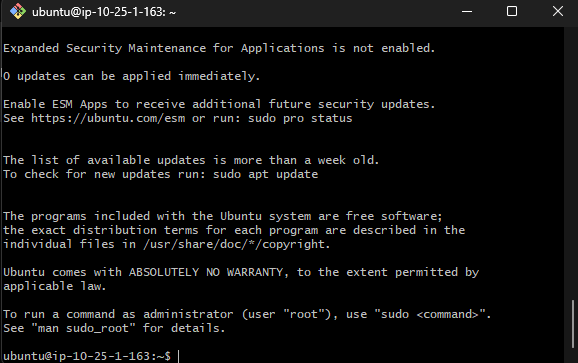 ubuntu@ip-10-25-1-163: ~
Expanded Security Maintenance for Applications is not enabled.
0 updates can be applied immediately.
Enable ESM Apps to receive additional future security updates.
See https://ubuntu.com/esm or run: sudo pro status
The list of available updates is more than a week old.
To check for new updates run: sudo apt update
The programs included with the Ubuntu system are free software;
the exact distribution terms for each program are described in the
individual files in /usr/share/doc/*/copyright.
Ubuntu comes with ABSOLUTELY NO WARRANTY, to the extent permitted by
applicable law.
To run a command as administrator (user "root"), use "sudo <command>".
See "man sudo_root" for details.
ubuntu@ip-10-25-1-163:~$